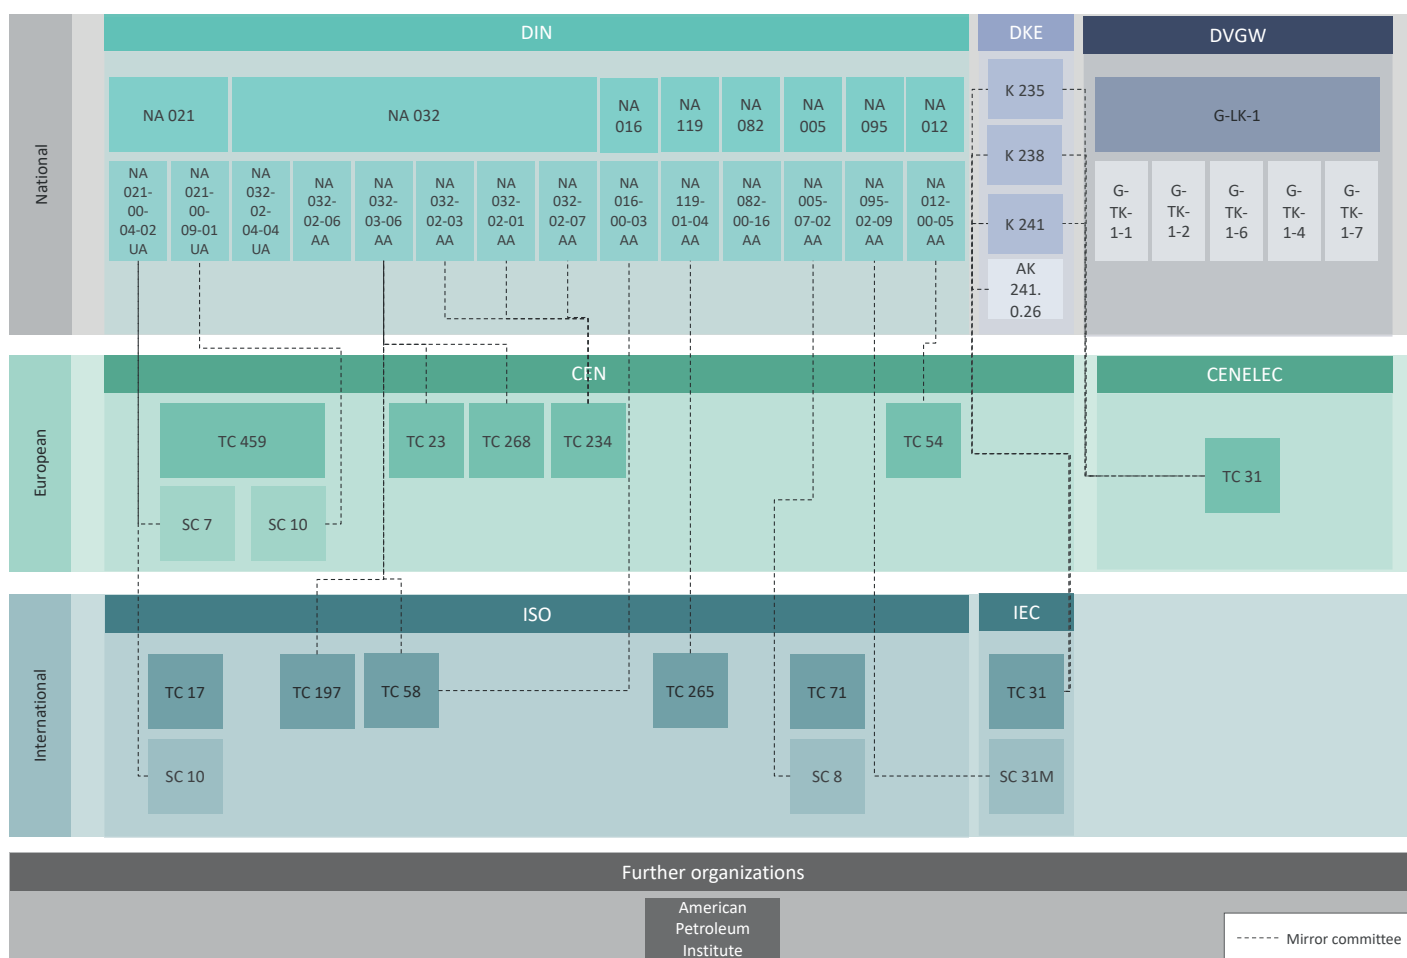 DIN
DKE
DVGW
National
NA 021
NA 032
NA
016
NA
119
NA
082
NA
005
NA
095
NA
012
K 235
K 238
K 241
AK
241.
0.26
G-LK-1
NA
021-
00-
04-02
UA
NA
021-
00-
09-01
UA
NA
032-
02-
04-04
UA
NA
032-
02-06
AA
NA
032-
03-06
AA
NA
032-
02-03
AA
NA
032-
02-01
AA
NA
032-
02-07
AA
NA
016-
00-03
AA
NA
119-
01-04
AA
NA
082-
00-16
AA
NA
005-
07-02
AA
NA
095-
02-09
AA
NA
012-
00-05
AA
G-
TK-
1-1
G-
TK-
1-2
G-
TK-
1-6
G-
TK-
1-4
G-
TK-
1-7
European
CEN
CENELEC
TC 459
TC 23
TC 268
TC 234
TC 54
TC 31
SC 7
SC 10
International
ISO
IEC
TC 17
TC 197
TC 58
TC 265
TC 71
TC 31
SC 10
SC 8
SC 31M
Further organizations
American
Petroleum
Institute
Mirror committee